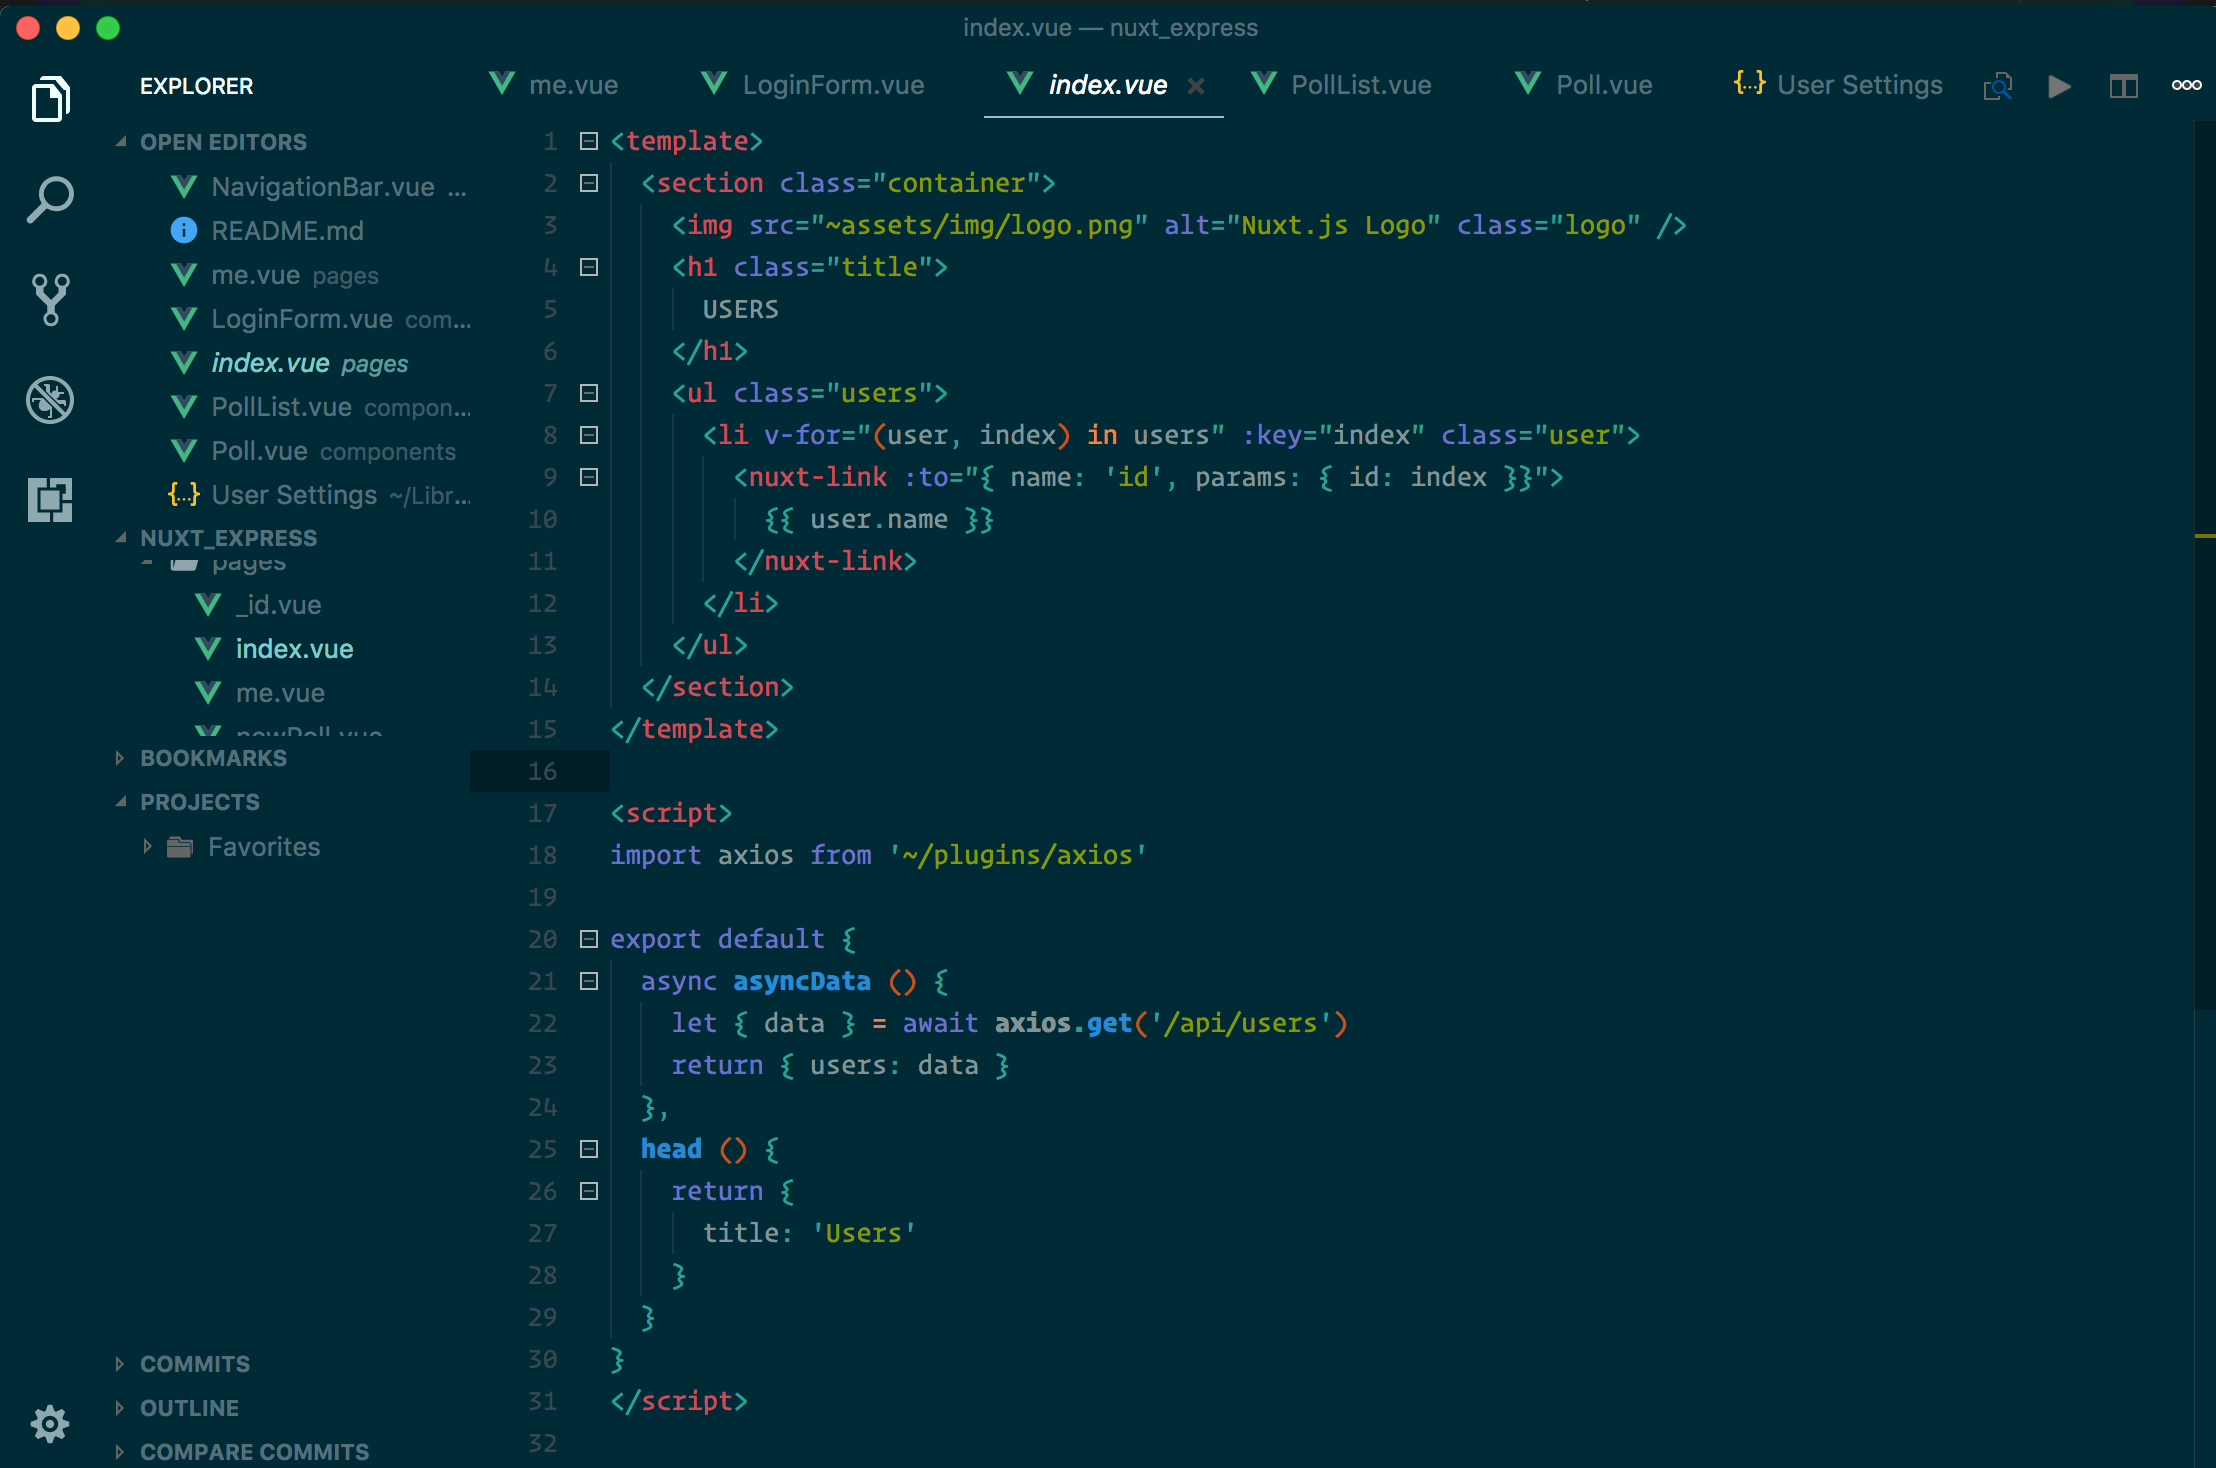 index.vue — nuxt_express
EXPLORER
OPEN EDITORS
NavigationBar.vue ...
README.md
me.vue pages
LoginForm.vue com...
index.vue pages
PollList.vue compon...
Poll.vue components
{..} User Settings ~/Libr...
NUXT_EXPRESS
pages
_id.vue
index.vue
me.vue
newPoll.vue
BOOKMARKS
PROJECTS
Favorites
COMMITS
OUTLINE
COMPARE COMMITS
me.vue LoginForm.vue index.vue × PollList.vue Poll.vue {..} User Settings
1 <template>
2 <section class="container">
3 <img src="~assets/img/logo.png" alt="Nuxt.js Logo" class="logo" />
4 <h1 class="title">
5 USERS
6 </h1>
7 <ul class="users">
8 <li v-for="(user, index) in users" :key="index" class="user">
9 <nuxt-link :to="{ name: 'id', params: { id: index }}">
10 {{ user.name }}
11 </nuxt-link>
12 </li>
13 </ul>
14 </section>
15 </template>
16
17 <script>
18 import axios from '~/plugins/axios'
19
20 export default {
21 async asyncData () {
22 let { data } = await axios.get('/api/users')
23 return { users: data }
24 },
25 head () {
26 return {
27 title: 'Users'
28 }
29 }
30 }
31 </script>
32